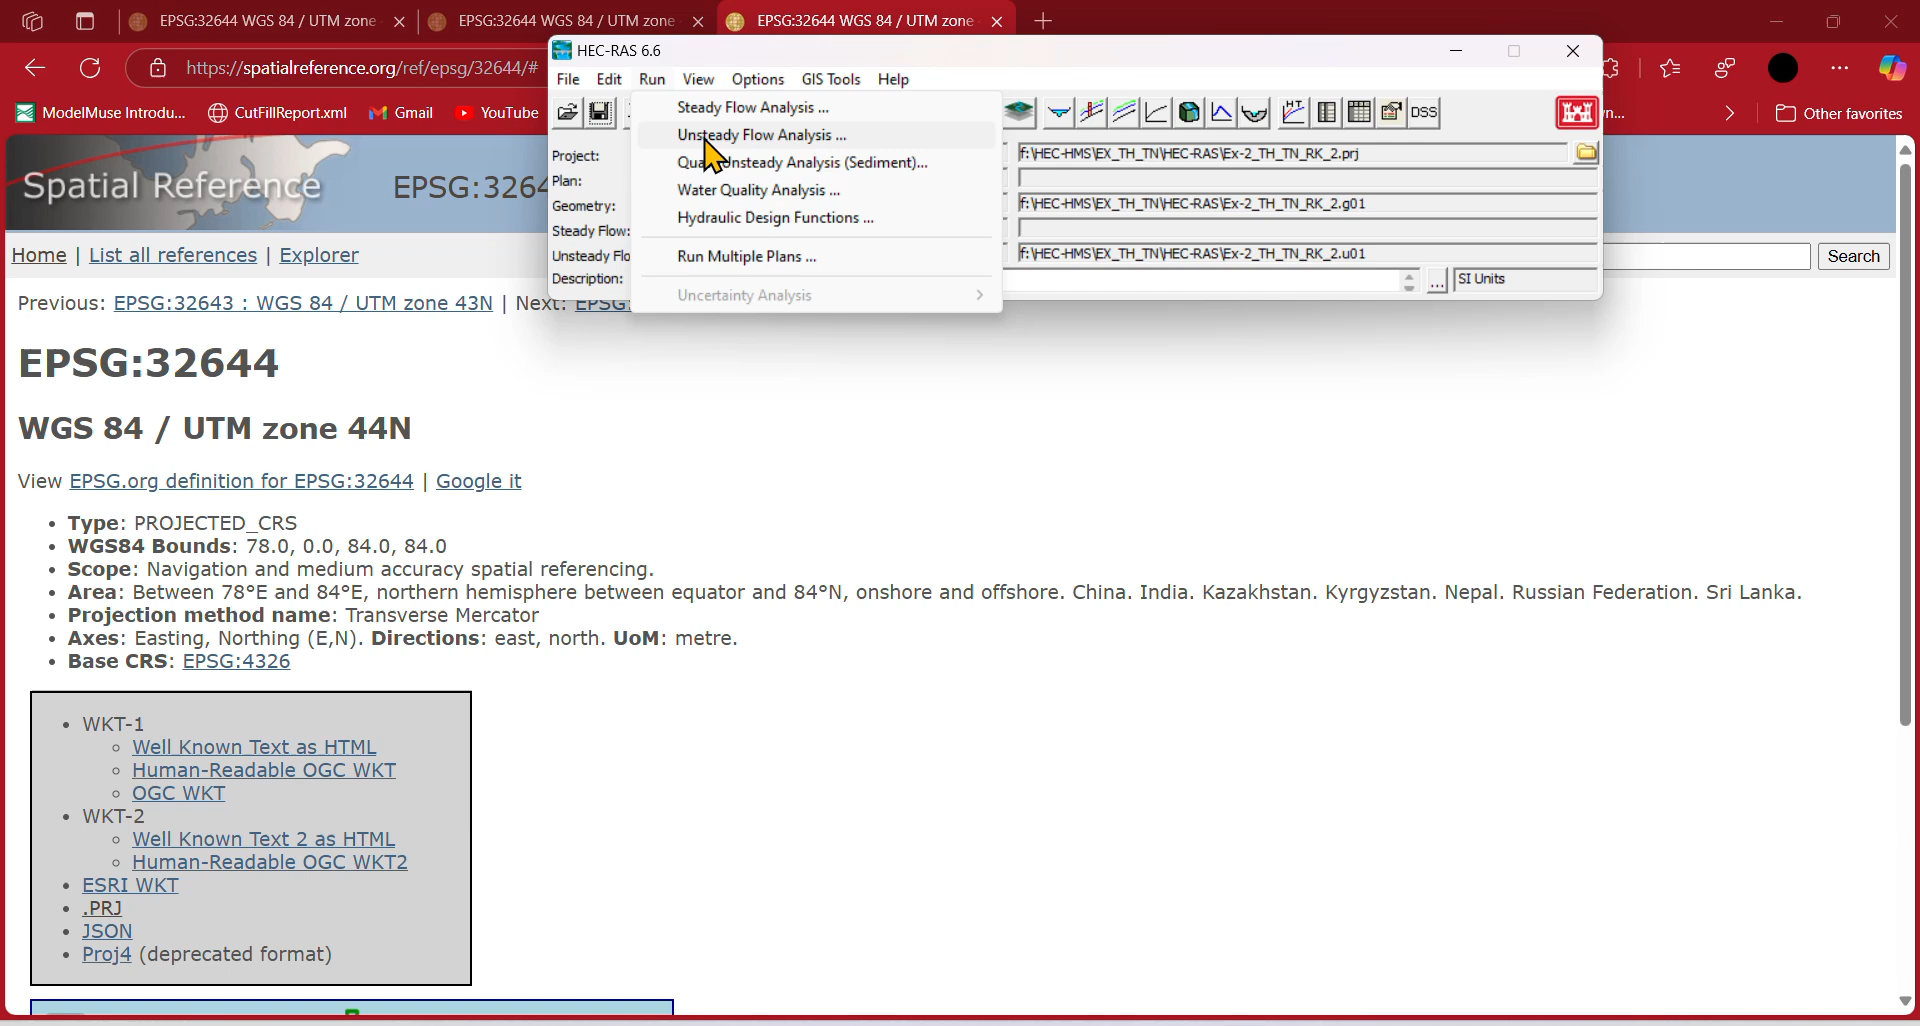 EPSG:32644 WGS 84 / UTM zone
EPSG:32644 WGS 84 / UTM zone
EPSG:32644 WGS 84 / UTM zone
https://spatialreference.org/ref/epsg/32644/#
ModelMuse Introdu...
CutFillReport.xml
Gmail
YouTube
n...
Other favorites
HEC-RAS 6.6
File Edit Run View Options GIS Tools Help
DSS
Steady Flow Analysis ...
Unsteady Flow Analysis ...
Unsteady Analysis (Sediment)...
Water Quality Analysis ...
Hydraulic Design Functions ...
Run Multiple Plans ...
Uncertainty Analysis
Project:
f:\HEC-HMS\EX_TH_TN\HEC-RAS\Ex-2_TH_TN_RK_2.prj
Plan:
Geometry:
f:\HEC-HMS\EX_TH_TN\HEC-RAS\Ex-2_TH_TN_RK_2.g01
Steady Flow:
Unsteady Flo
f:\HEC-HMS\EX_TH_TN\HEC-RAS\Ex-2_TH_TN_RK_2.u01
Description:
...
SI Units
Spatial Reference
EPSG:3264
Home | List all references | Explorer
Search
Previous: EPSG:32643 : WGS 84 / UTM zone 43N | Next: EPSG:
EPSG:32644
WGS 84 / UTM zone 44N
View EPSG.org definition for EPSG:32644 | Google it
• Type: PROJECTED_CRS
• WGS84 Bounds: 78.0, 0.0, 84.0, 84.0
• Scope: Navigation and medium accuracy spatial referencing.
• Area: Between 78°E and 84°E, northern hemisphere between equator and 84°N, onshore and offshore. China. India. Kazakhstan. Kyrgyzstan. Nepal. Russian Federation. Sri Lanka.
• Projection method name: Transverse Mercator
• Axes: Easting, Northing (E,N). Directions: east, north. UoM: metre.
• Base CRS: EPSG:4326
• WKT-1
Well Known Text as HTML
Human-Readable OGC WKT
OGC WKT
• WKT-2
Well Known Text 2 as HTML
Human-Readable OGC WKT2
• ESRI WKT
• .PRJ
• JSON
• Proj4 (deprecated format)